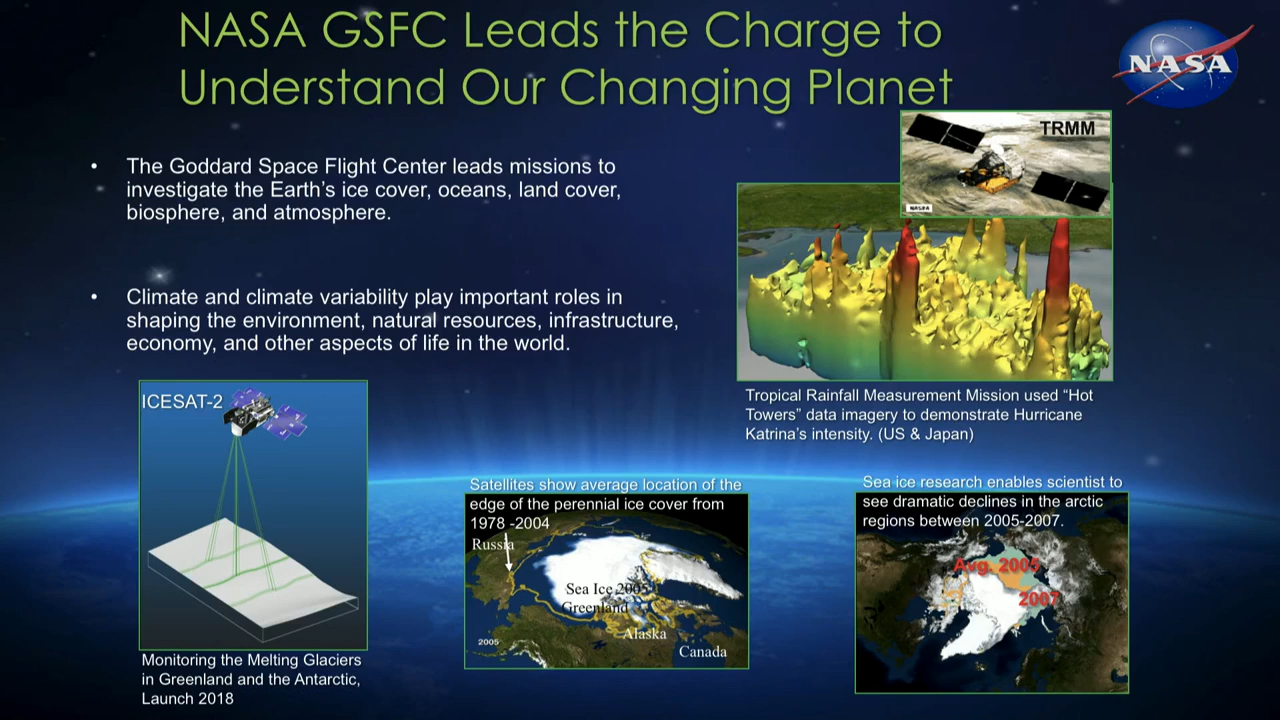 NASA GSFC Leads the Charge to
Understand Our Changing Planet
NASA
• The Goddard Space Flight Center leads missions to
investigate the Earth's ice cover, oceans, land cover,
biosphere, and atmosphere.
• Climate and climate variability play important roles in
shaping the environment, natural resources, infrastructure,
economy, and other aspects of life in the world.
TRMM
Tropical Rainfall Measurement Mission used “Hot
Towers” data imagery to demonstrate Hurricane
Katrina's intensity. (US & Japan)
ICESAT-2
Monitoring the Melting Glaciers
in Greenland and the Antarctic,
Launch 2018
Satellites show average location of the
edge of the perennial ice cover from
1978 -2004
Russia
Sea Ice 2005
Greenland
Alaska
Canada
2005
Sea ice research enables scientist to
see dramatic declines in the arctic
regions between 2005-2007.
Avg. 2005
2007